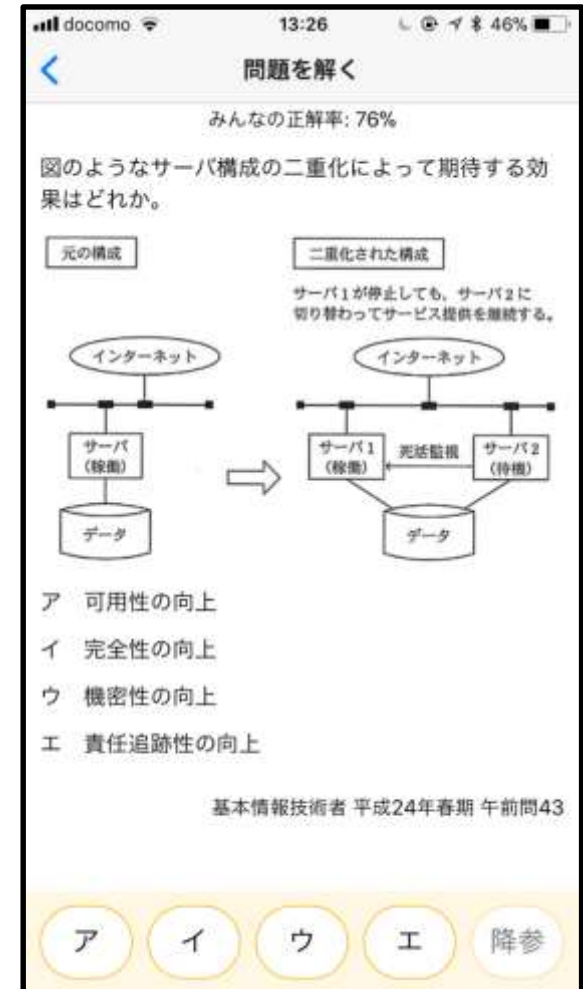 docomo 13:26 46%
問題を解く
みんなの正解率: 76%
図のようなサーバ構成の二重化によって期待する効
果はどれか。
元の構成
二重化された構成
サーバ1が停止しても，サーバ2に
切り替わってサービス提供を継続する。
インターネット
インターネット
サーバ
(稼働)
サーバ1
(稼働)
死活監視
サーバ2
(待機)
データ
データ
ア 可用性の向上
イ 完全性の向上
ウ 機密性の向上
エ 責任追跡性の向上
基本情報技術者 平成24年春期 午前問43
ア イ ウ エ 降参